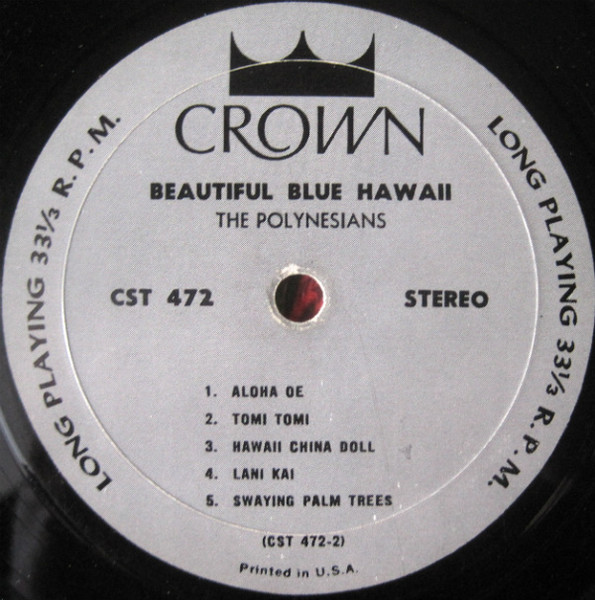 CROWN
BEAUTIFUL BLUE HAWAII
THE POLYNESIANS
LONG PLAYING 33⅓ R.P.M.
LONG PLAYING 33⅓ R.P.M.
CST 472
STEREO
1. ALOHA OE
2. TOMI TOMI
3. HAWAII CHINA DOLL
4. LANI KAI
5. SWAYING PALM TREES
(CST 472-2)
Printed in U.S.A.